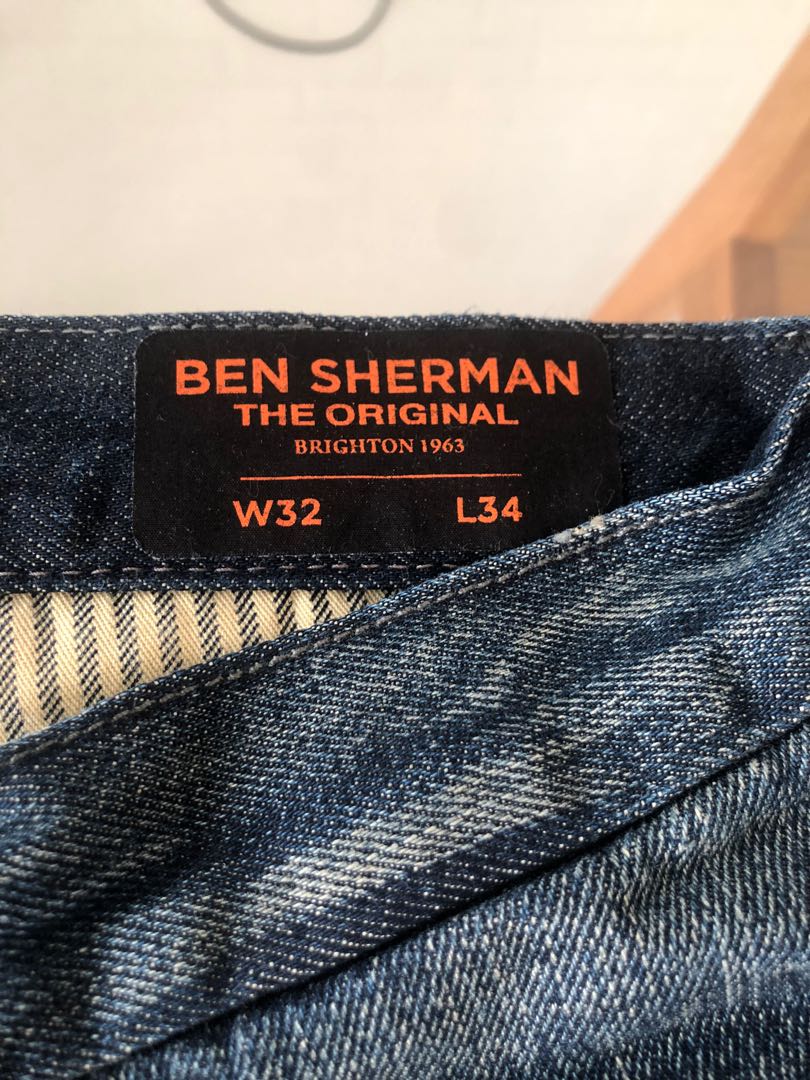 BEN SHERMAN
THE ORIGINAL
BRIGHTON 1963
W32 L34